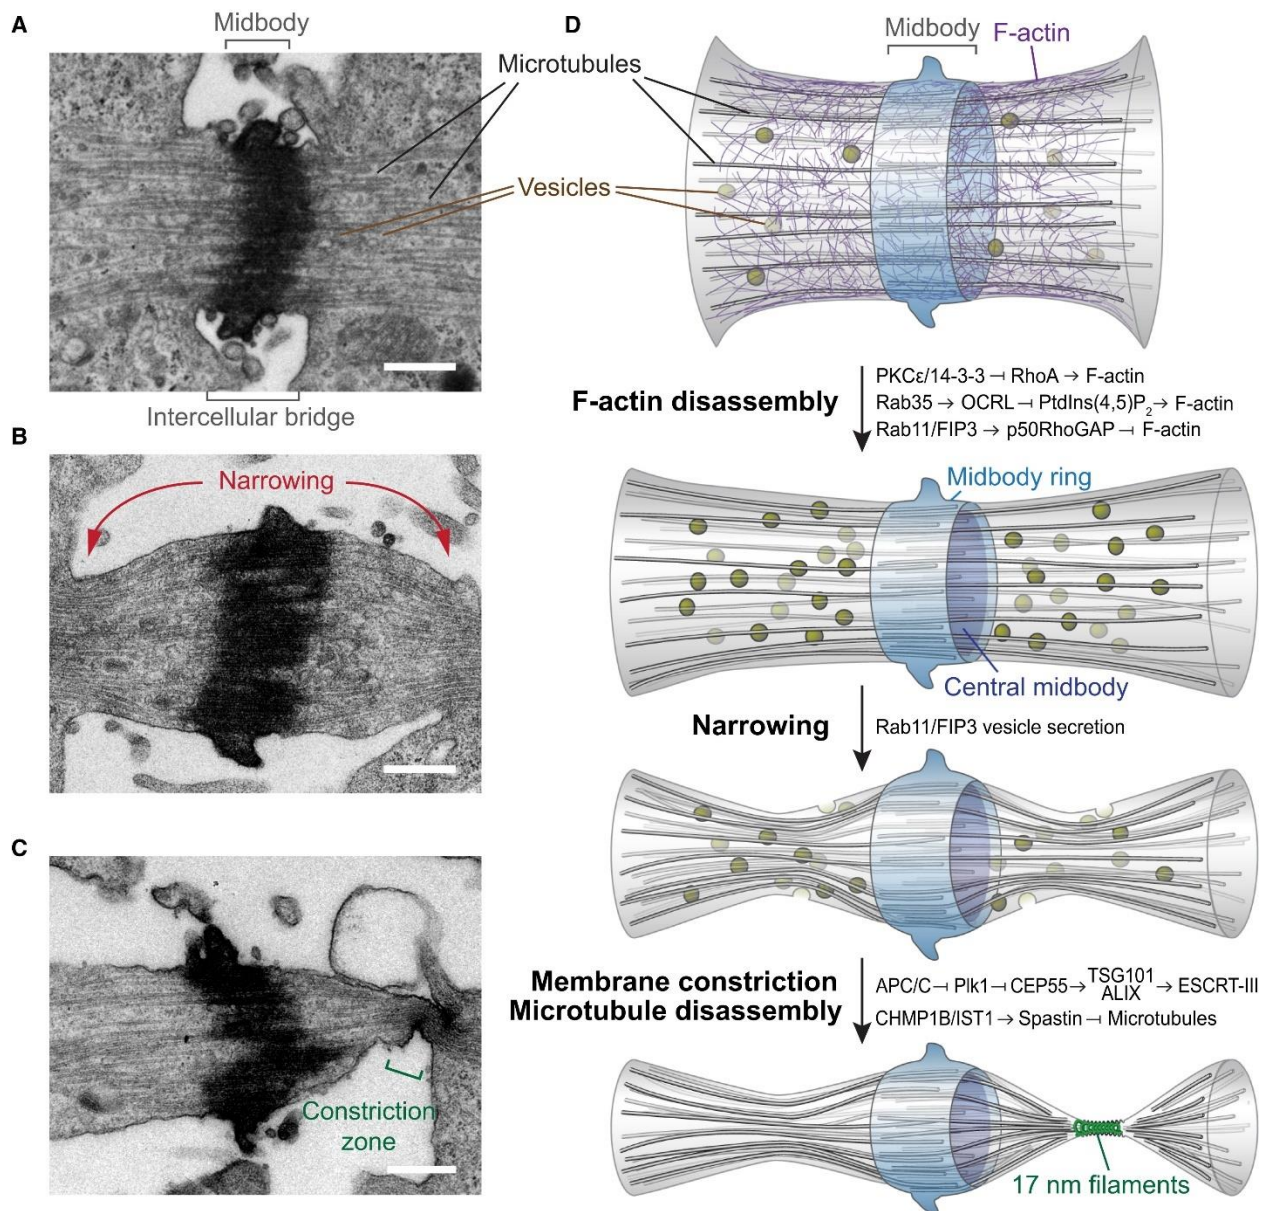 A
Midbody
Microtubules
Vesicles
Intercellular bridge
B
Narrowing
C
Constriction
zone
D
Midbody
F-actin
F-actin disassembly
PKCε/14-3-3 ⊣ RhoA → F-actin
Rab35 → OCRL ⊣ PtdIns(4,5)P₂ → F-actin
Rab11/FIP3 → p50RhoGAP ⊣ F-actin
Midbody ring
Central midbody
Narrowing
Rab11/FIP3 vesicle secretion
Membrane constriction
Microtubule disassembly
APC/C ⊣ Plk1 ⊣ CEP55 → TSG101 ALIX → ESCRT-III
CHMP1B/IST1 → Spastin ⊣ Microtubules
17 nm filaments